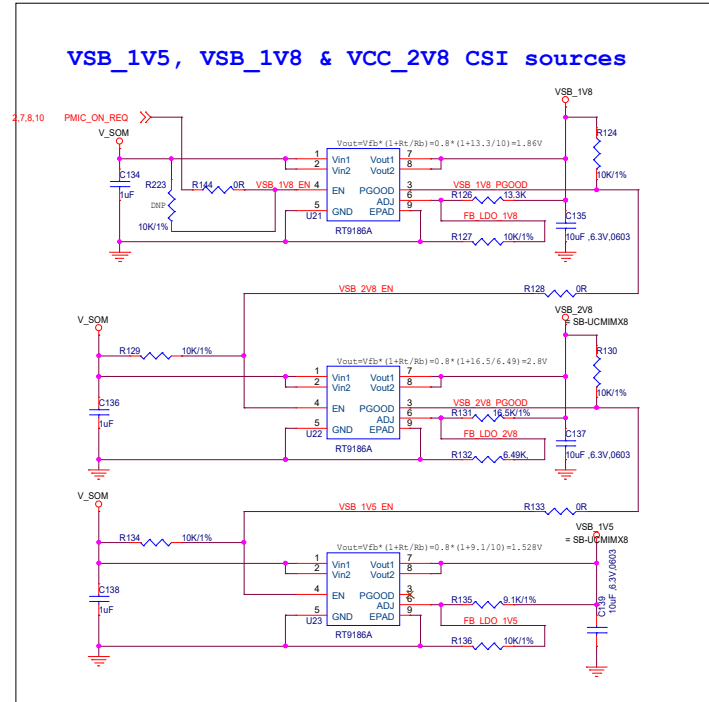 VSB_1V5, VSB_1V8 & VCC_2V8 CSI sources
VSB_1V8
2,7,8,10 PMIC_ON_REQ
V_SOM
Vout=Vfb*(1+Rt/Rb)=0.8*(1+13.3/10)=1.86V
R124
10K/1%
C134
1uF
R223
DNP
10K/1%
R144 0R
VSB_1V8_EN
1 Vin1 Vout1 7
2 Vin2 Vout2 8
4 EN PGOOD 3
ADJ 6
5 GND EPAD 9
U21
RT9186A
VSB_1V8_PGOOD
R126 13.3K
FB_LDO_1V8
R127 10K/1%
C135
10uF ,6.3V,0603
VSB_2V8_EN
R128 0R
V_SOM
VSB_2V8
= SB-UCMIMX8
R129 10K/1%
Vout=Vfb*(1+Rt/Rb)=0.8*(1+16.5/6.49)=2.8V
R130
10K/1%
C136
1uF
1 Vin1 Vout1 7
2 Vin2 Vout2 8
4 EN PGOOD 3
ADJ 6
5 GND EPAD 9
U22
RT9186A
VSB_2V8_PGOOD
R131 16.5K/1%
FB_LDO_2V8
R132 6.49K,
C137
10uF ,6.3V,0603
V_SOM
VSB_1V5_EN
R133 0R
VSB_1V5
= SB-UCMIMX8
R134 10K/1%
Vout=Vfb*(1+Rt/Rb)=0.8*(1+9.1/10)=1.528V
C138
1uF
1 Vin1 Vout1 7
2 Vin2 Vout2 8
4 EN PGOOD 3
ADJ 6
5 GND EPAD 9
U23
RT9186A
R135 9.1K/1%
FB_LDO_1V5
R136 10K/1%
C139
10uF ,6.3V,0603